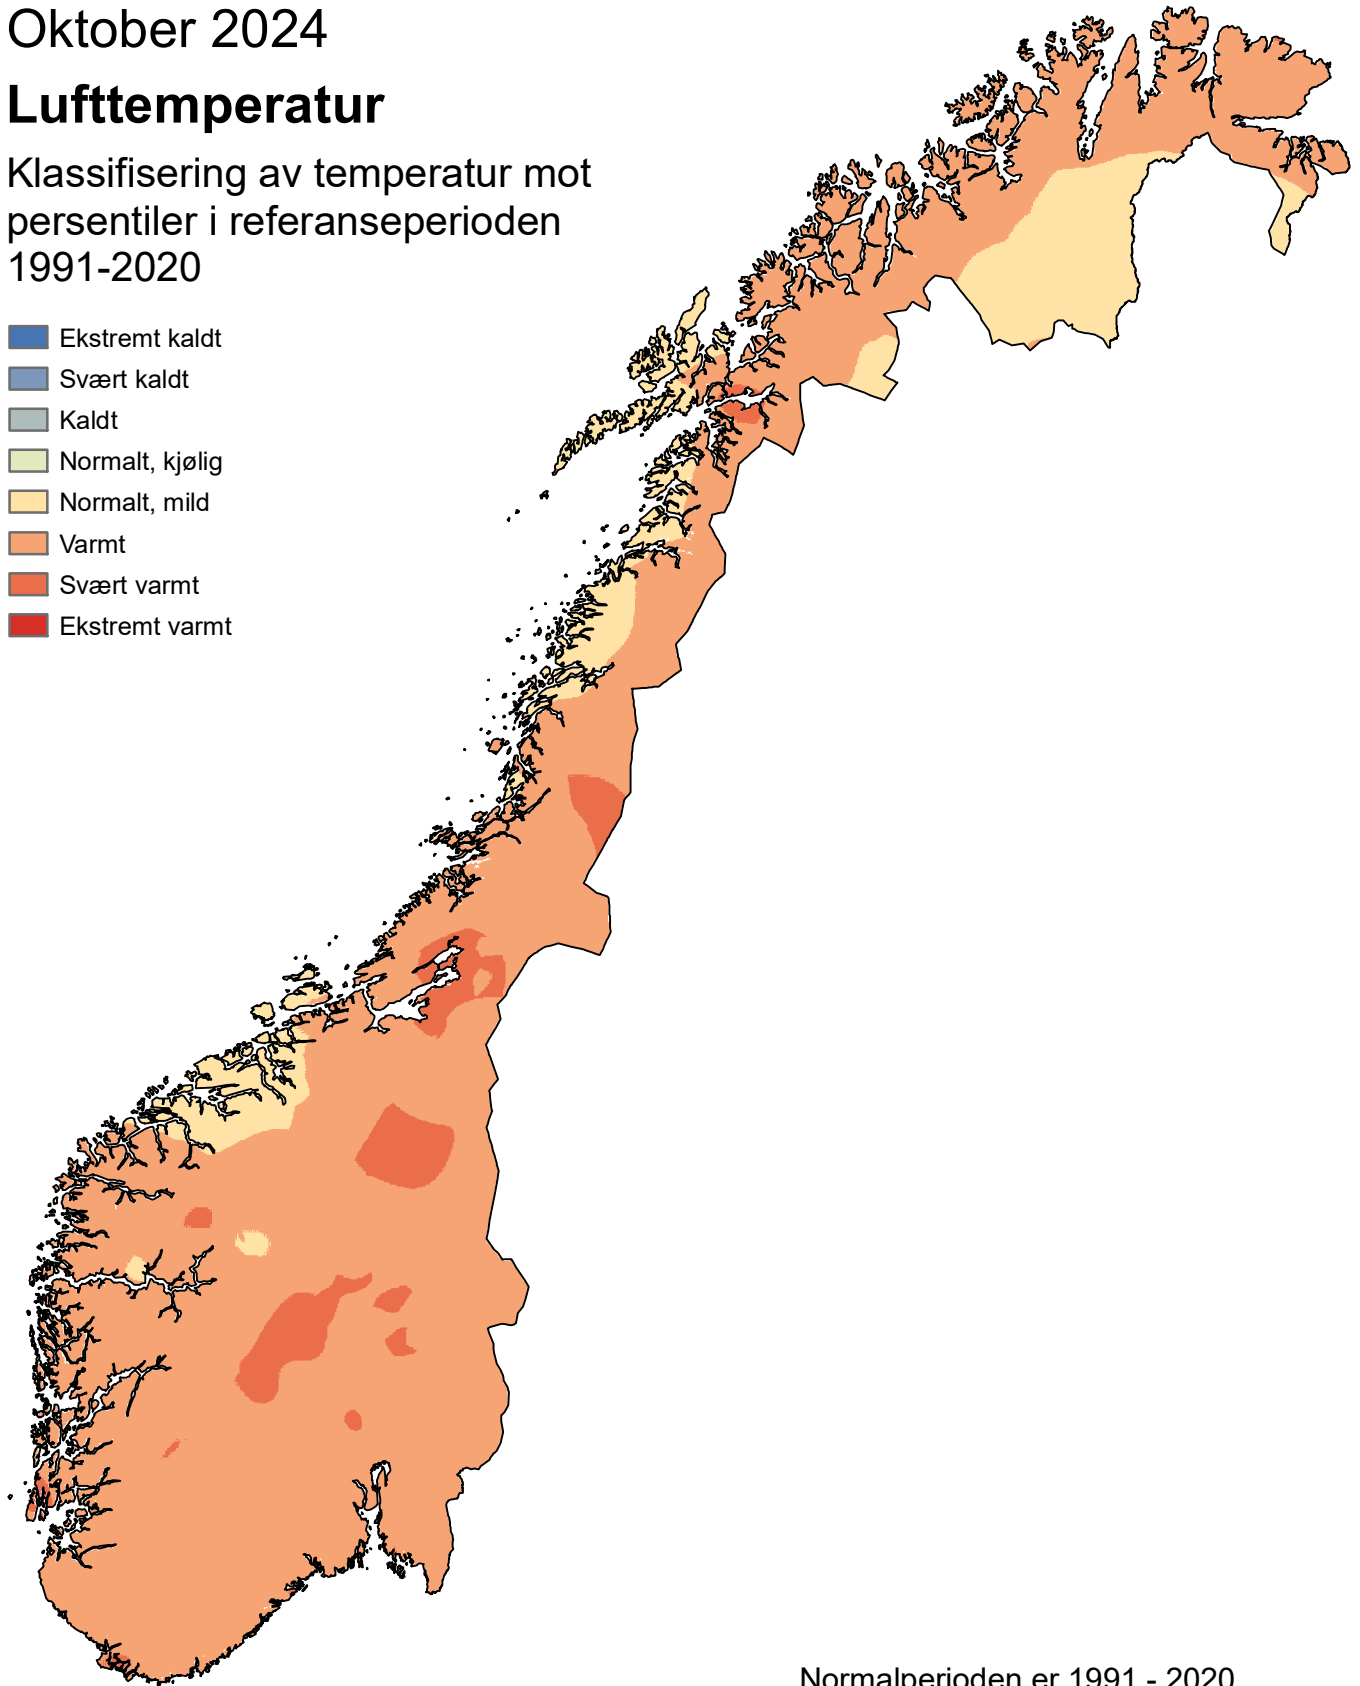 Oktober 2024
Lufttemperatur
Klassifisering av temperatur mot
persentiler i referanseperioden
1991-2020
Ekstremt kaldt
Svært kaldt
Kaldt
Normalt, kjølig
Normalt, mild
Varmt
Svært varmt
Ekstremt varmt
Normalperioden er 1991 - 2020